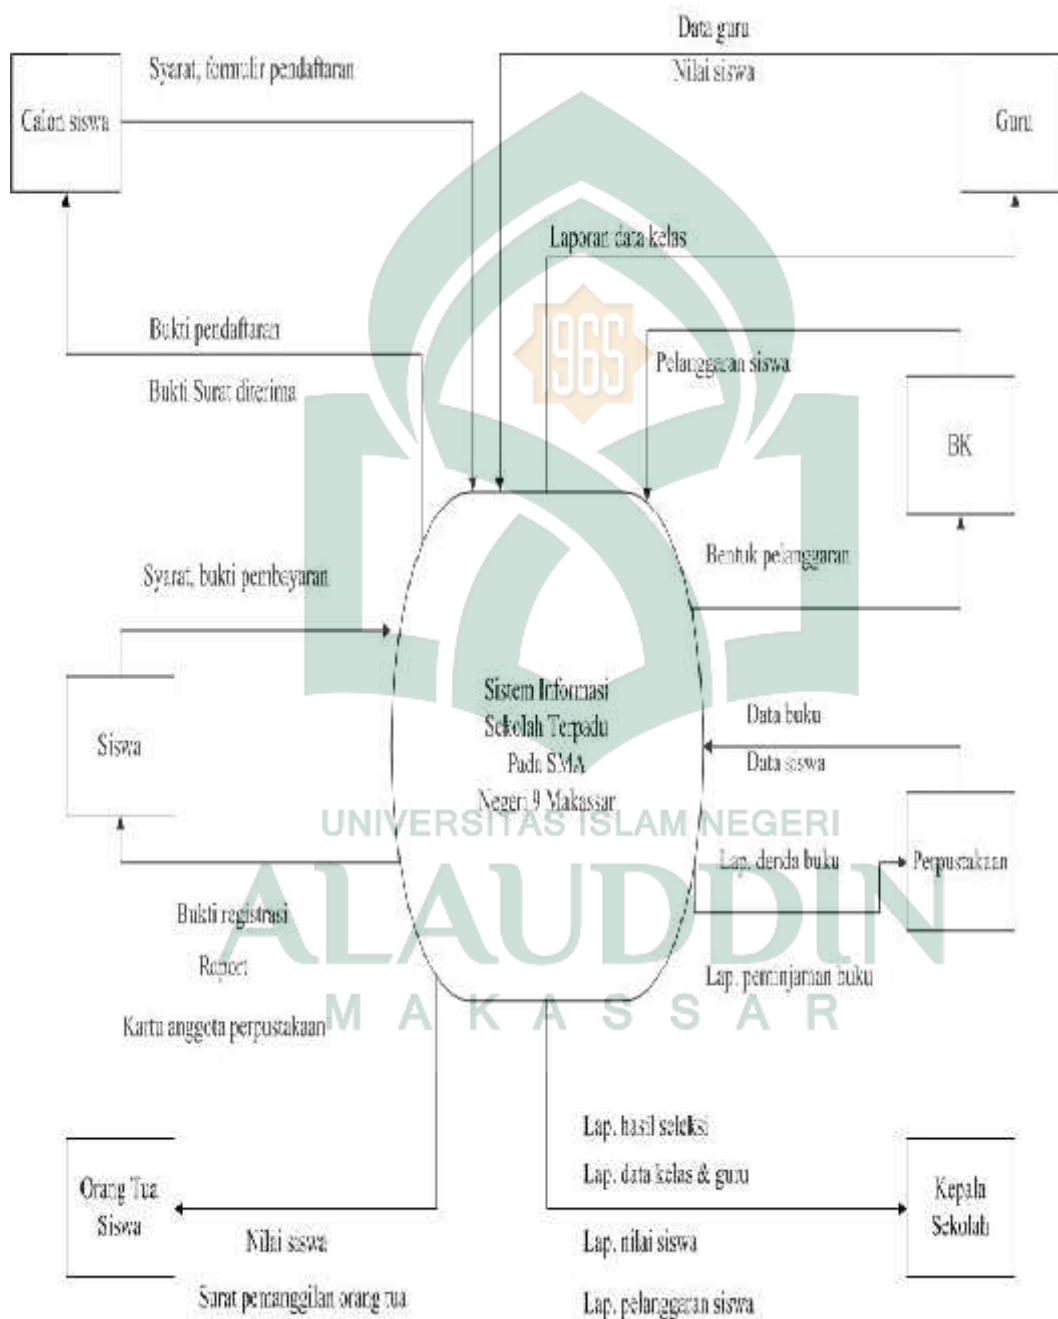 Data guru
Syarat, formulir pendaftaran
Nilai siswa
Calon siswa
Guru
Laporan data kelas
Bukti pendaftaran
965
Pelanggaran siswa
Bukti Surat diterima
BK
Bentuk pelanggaran
Syarat, bukti pembayaran
Sistem Informasi
Sekolah Terpadu
Pada SMA
Negeri 9 Makassar
Data buku
Siswa
Data siswa
UNIVERSITAS ISLAM NEGERI
Lap. denda buku
Perpustakaan
ALAUDDIN
Bukti registrasi
Raport
Lap. peminjaman buku
Kartu anggota perpustakaan
MAKASSAR
Lap. hasil seleksi
Lap. data kelas & guru
Orang Tua
Siswa
Kepala
Sekolah
Nilai siswa
Lap. nilai siswa
Surat pemanggilan orang tua
Lap. pelanggaran siswa